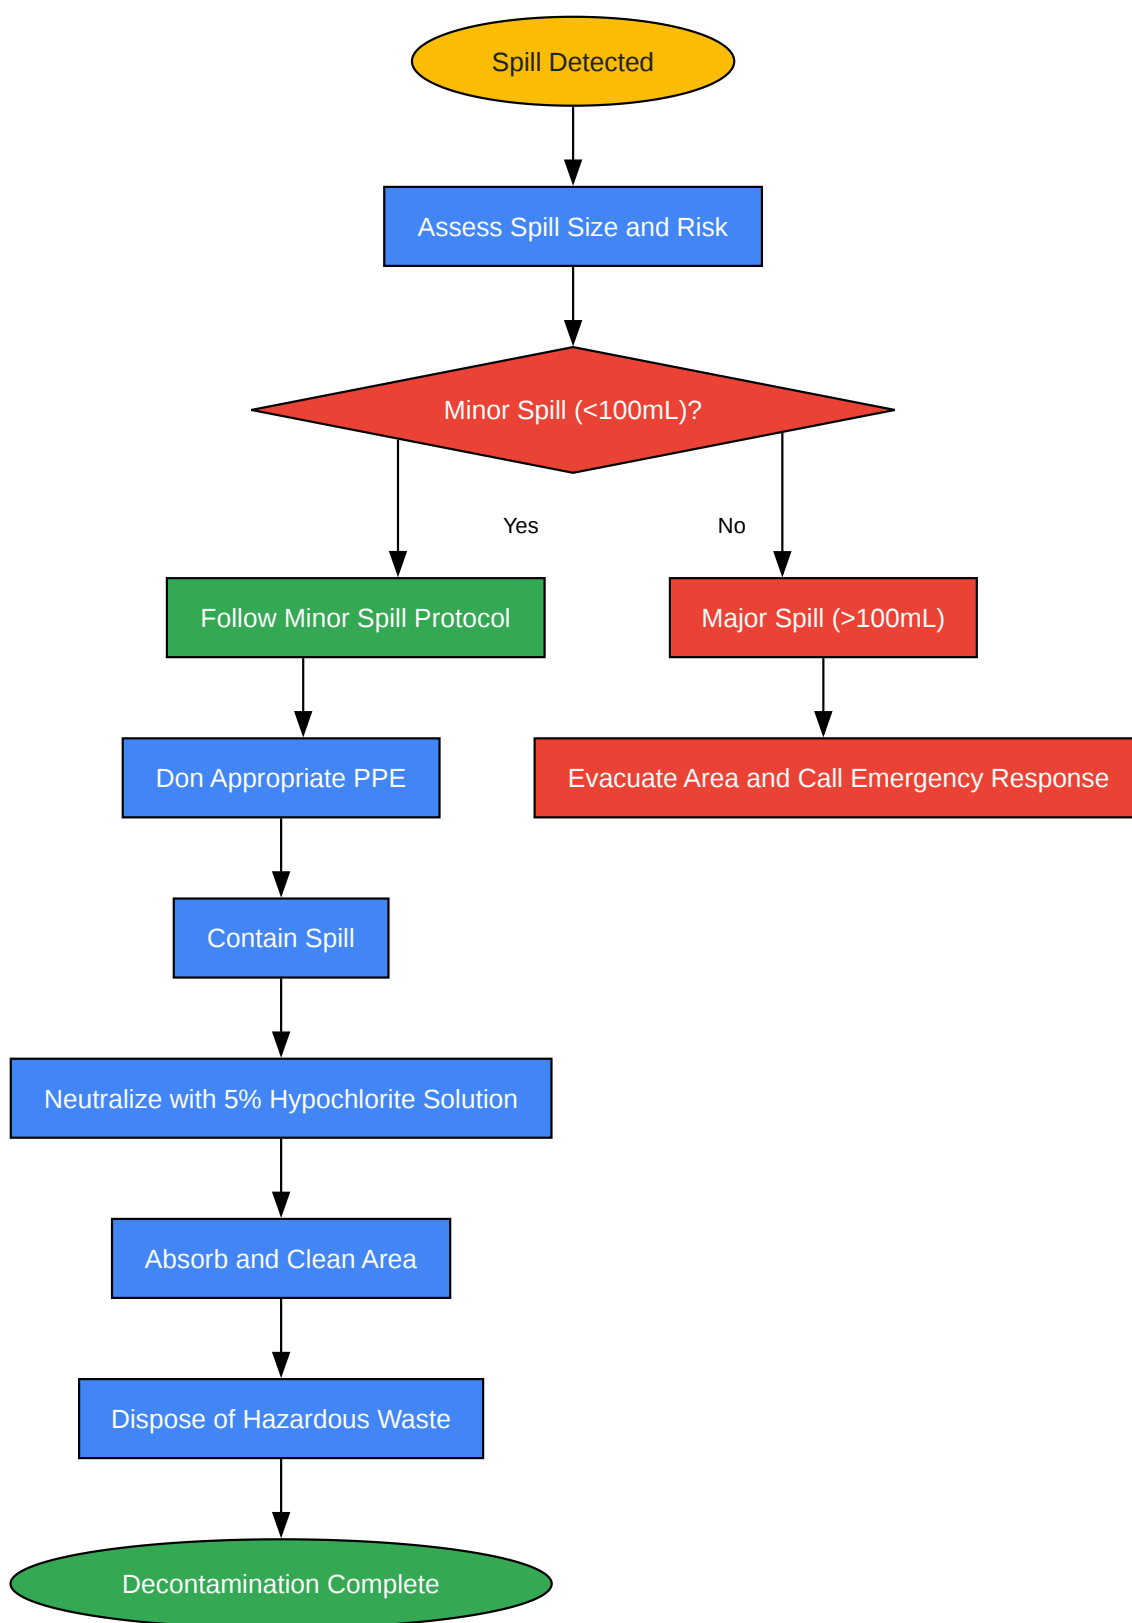 Spill Detected
Assess Spill Size and Risk
Minor Spill (<100mL)?
Yes
No
Follow Minor Spill Protocol
Major Spill (>100mL)
Don Appropriate PPE
Evacuate Area and Call Emergency Response
Contain Spill
Neutralize with 5% Hypochlorite Solution
Absorb and Clean Area
Dispose of Hazardous Waste
Decontamination Complete